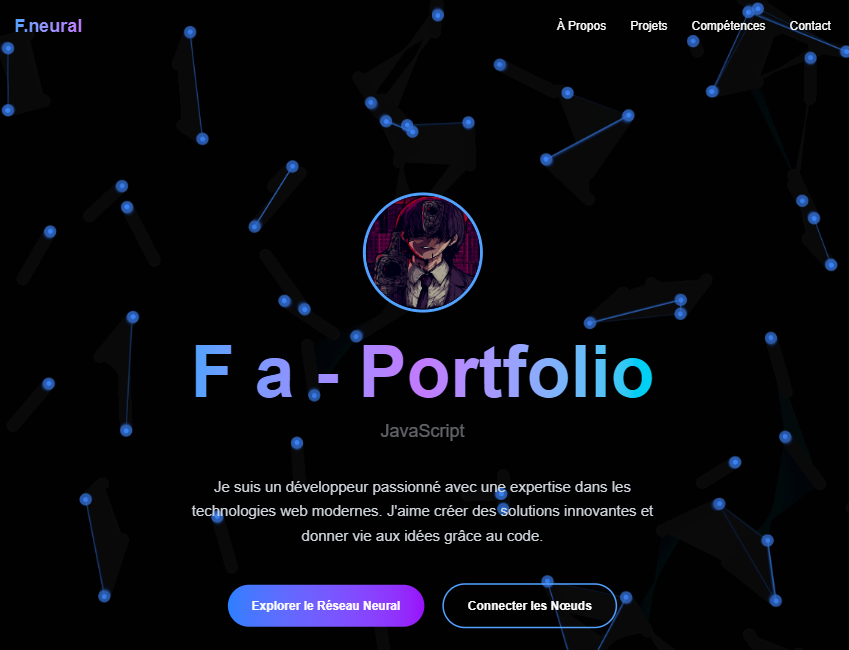 F.neural
À Propos
Projets
Compétences
Contact
F a - Portfolio
JavaScript
Je suis un développeur passionné avec une expertise dans les
technologies web modernes. J'aime créer des solutions innovantes et
donner vie aux idées grâce au code.
Explorer le Réseau Neural
Connecter les Nœuds